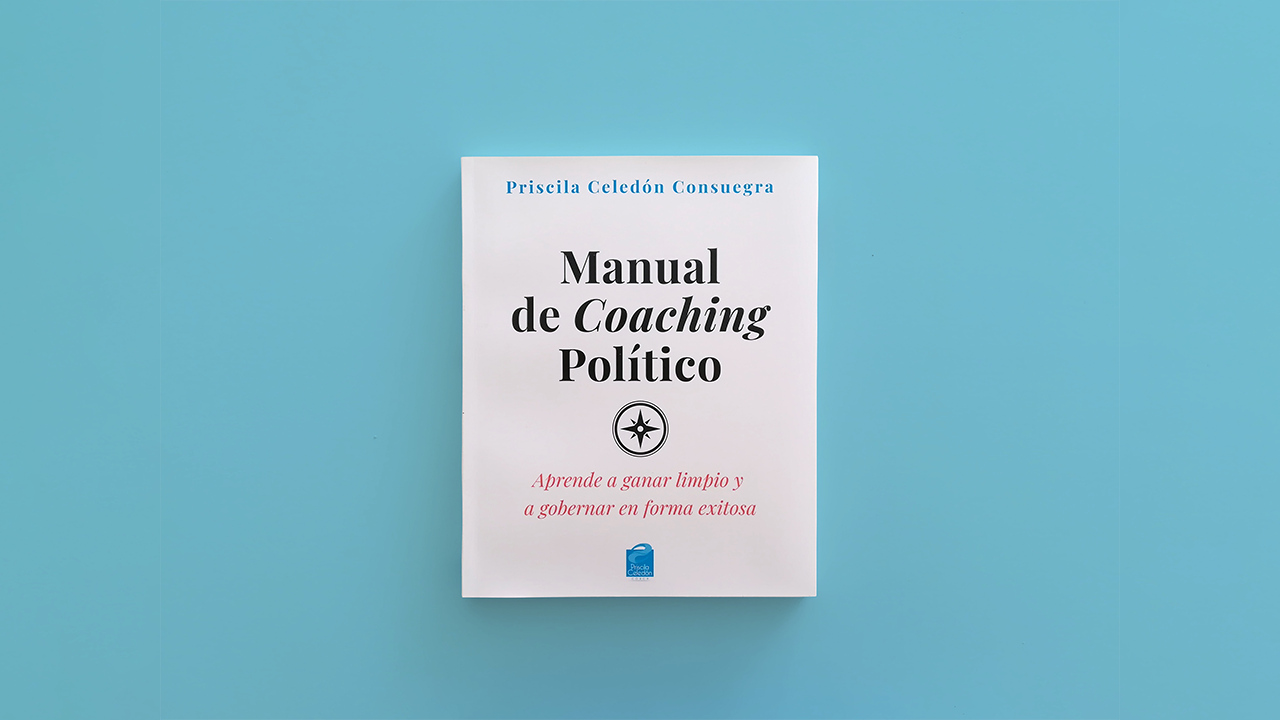 Priscila Celedón Consuegra
Manual
de Coaching
Político
Aprende a ganar limpio y
a gobernar en forma exitosa
Priscila
Celedón